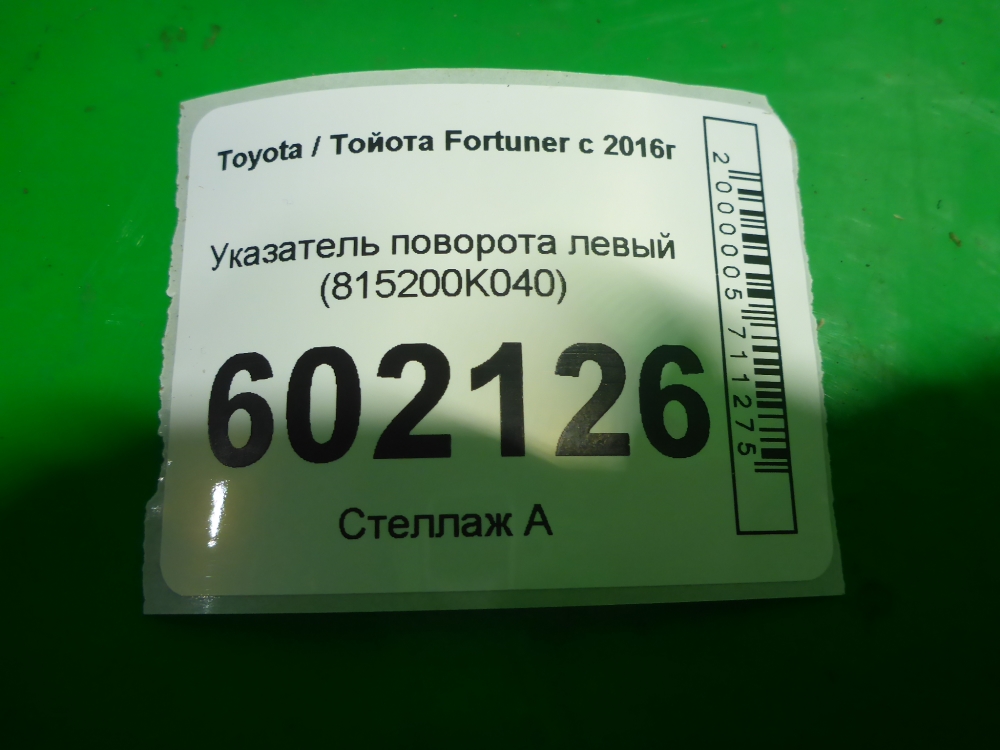 Toyota / Тойота Fortuner с 2016г
Указатель поворота левый
(815200K040)
602126
Стеллаж А
2000005711275